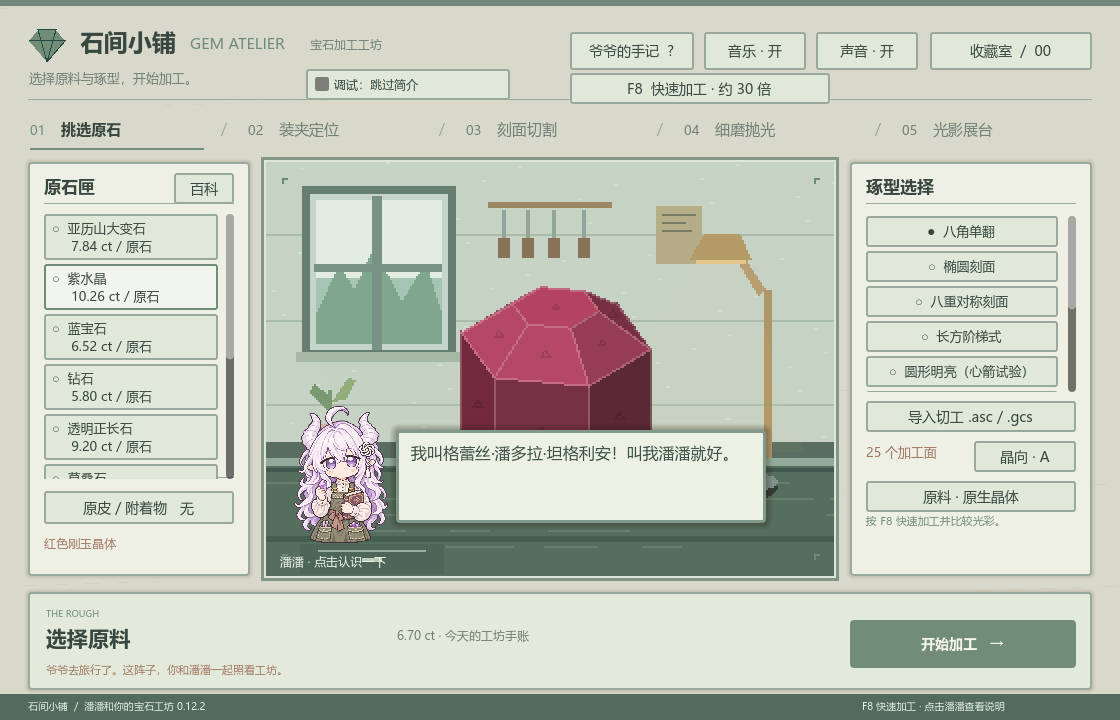 石间小铺 GEM ATELIER 宝石加工工坊
爷爷的手记 ? 音乐 · 开 声音 · 开 收藏室 / 00
选择原料与琢型，开始加工。
调试：跳过简介
F8 快速加工 · 约 30 倍
01 挑选原石 / 02 装夹定位 / 03 刻面切割 / 04 细磨抛光 / 05 光影展台
原石匣 百科
○ 亚历山大变石
7.84 ct / 原石
○ 紫水晶
10.26 ct / 原石
○ 蓝宝石
6.52 ct / 原石
○ 钻石
5.80 ct / 原石
○ 透明正长石
9.20 ct / 原石
原皮 / 附着物 无
红色刚玉晶体
我叫格蕾丝·潘多拉·坦格利安！叫我潘潘就好。
潘潘 · 点击认识一下
琢型选择
● 八角单翻
○ 椭圆刻面
○ 八重对称刻面
○ 长方阶梯式
○ 圆形明亮（心箭试验）
导入切工 .asc / .gcs
25 个加工面 晶向 · A
原料 · 原生晶体
按 F8 快速加工并比较光彩。
THE ROUGH
选择原料
6.70 ct · 今天的工坊手账
爷爷去旅行了。这阵子，你和潘潘一起照看工坊。
开始加工 →
石间小铺 / 潘潘和你的宝石工坊 0.12.2
F8 快速加工 · 点击潘潘查看说明